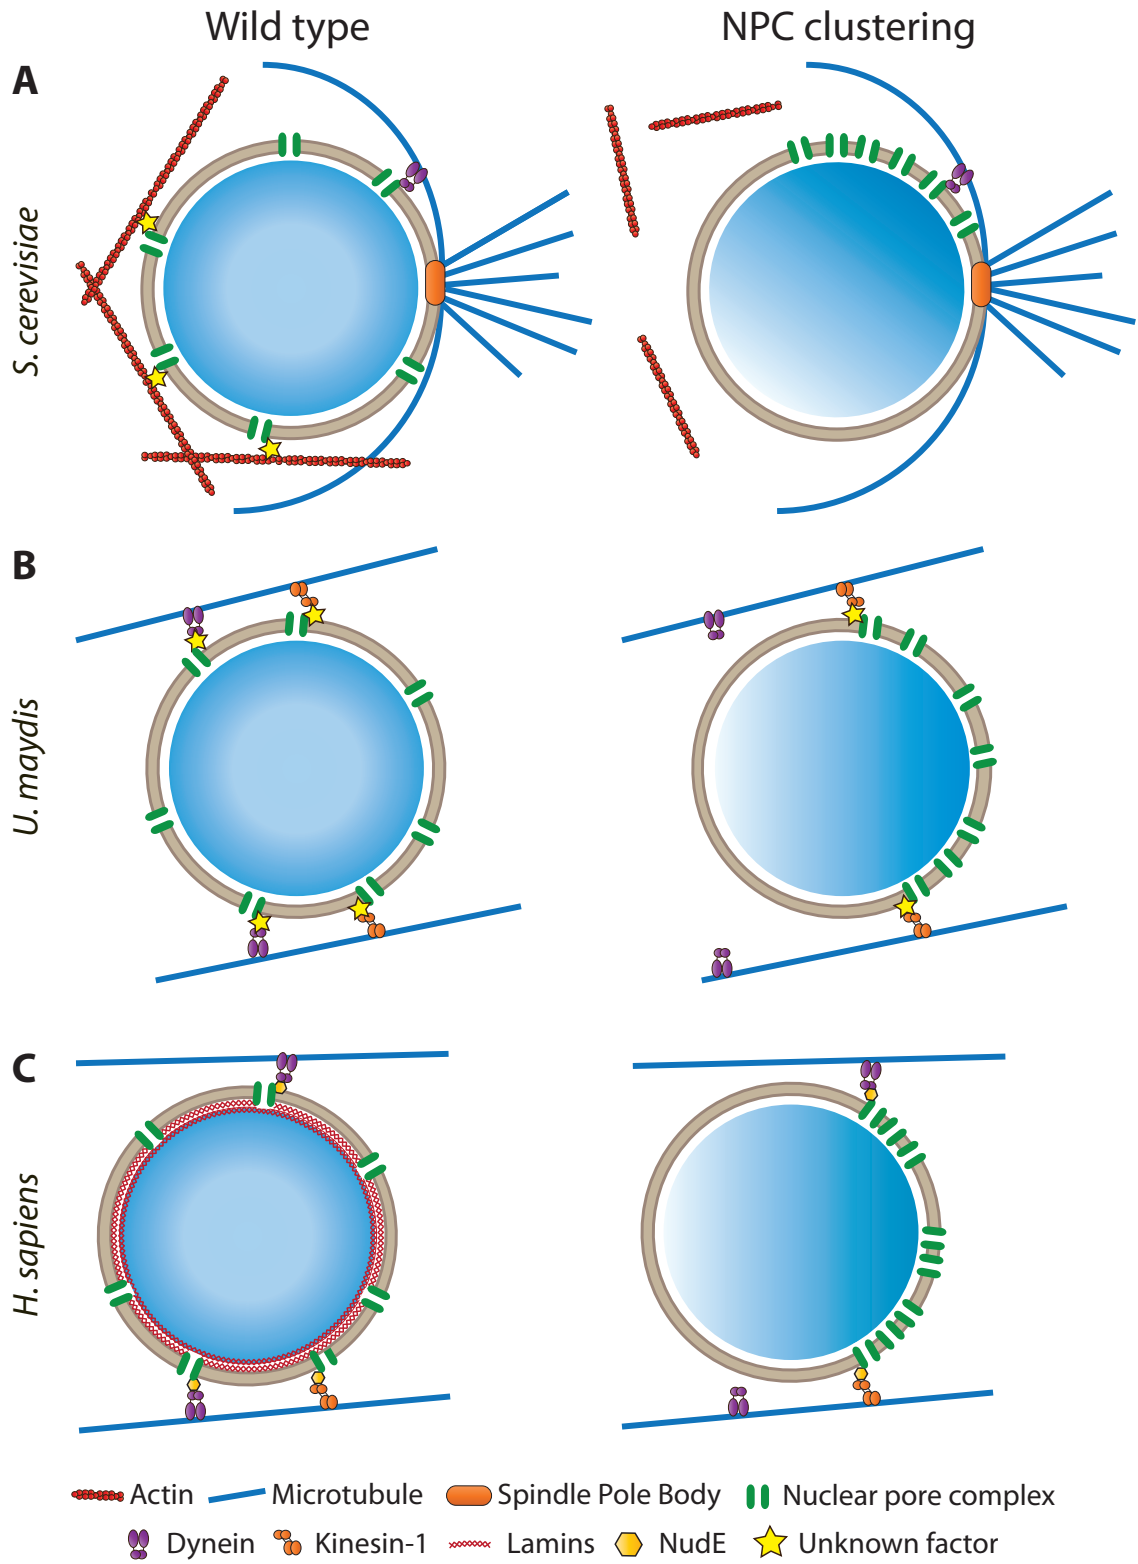 Wild type
NPC clustering
A
S. cerevisiae
B
U. maydis
C
H. sapiens
Actin
Microtubule
Spindle Pole Body
Nuclear pore complex
Dynein
Kinesin-1
Lamins
NudE
Unknown factor